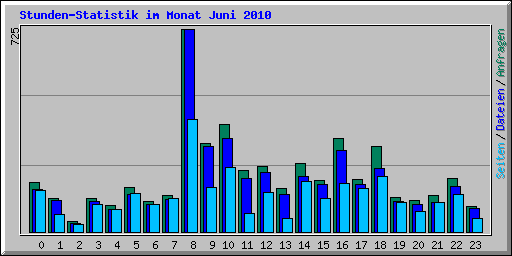 Stunden-Statistik im Monat Juni 2010
725
Seiten / Dateien / Anfragen
0 1 2 3 4 5 6 7 8 9 10 11 12 13 14 15 16 17 18 19 20 21 22 23